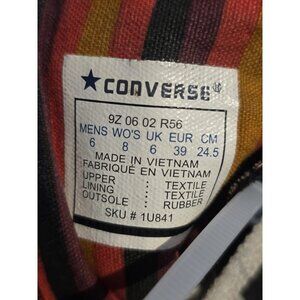 CONVERSE®
9Z 06 02 R56
MENS WO'S UK EUR CM
6 8 6 39 24.5
MADE IN VIETNAM
FABRIQUÉ EN VIETNAM
UPPER : TEXTILE
LINING : TEXTILE
OUTSOLE : RUBBER
SKU # 1U841